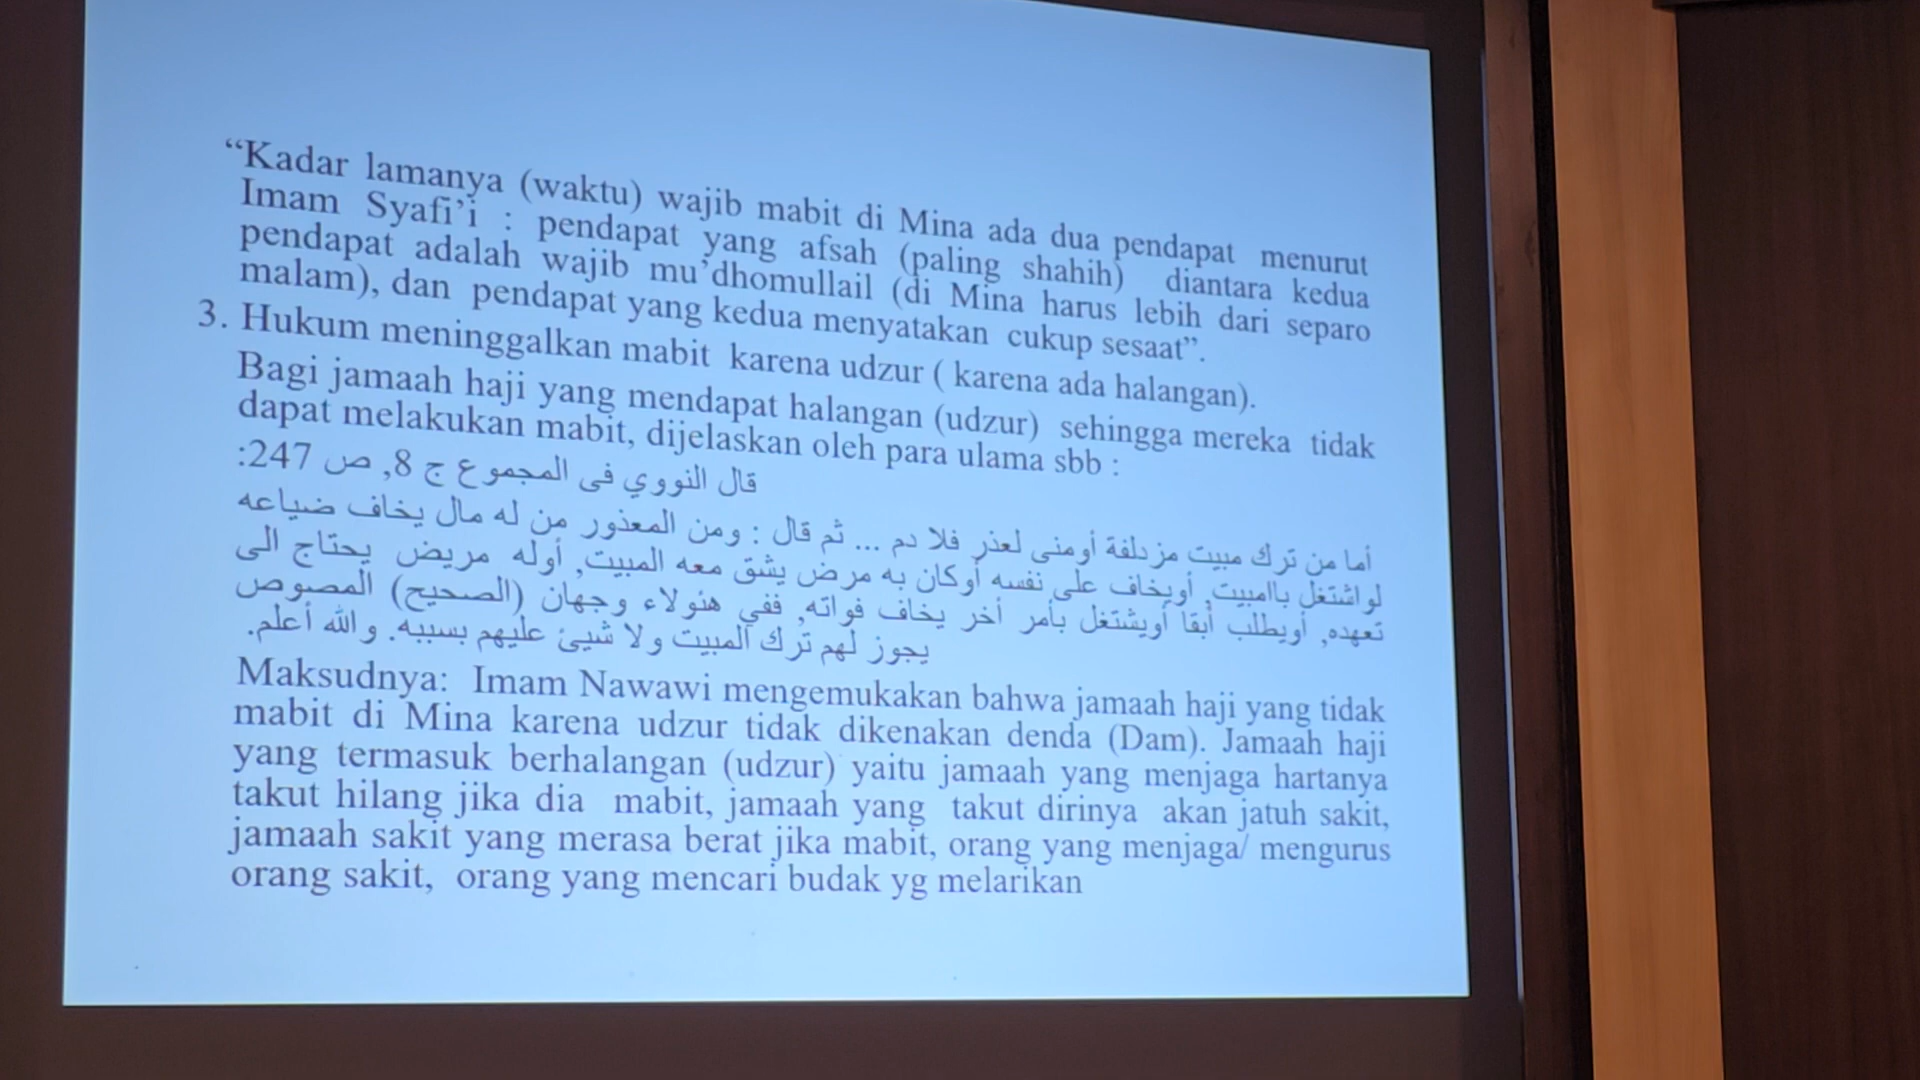 “Kadar lamanya (waktu) wajib mabit di Mina ada dua pendapat menurut
Imam Syafi’i : pendapat yang afsah (paling shahih) diantara kedua
pendapat adalah wajib mu’dhomullail (di Mina harus lebih dari separo
malam), dan pendapat yang kedua menyatakan cukup sesaat”.
3. Hukum meninggalkan mabit karena udzur ( karena ada halangan).
Bagi jamaah haji yang mendapat halangan (udzur) sehingga mereka tidak
dapat melakukan mabit, dijelaskan oleh para ulama sbb :
قال النووي فى المجموع ج 8, ص 247:
أما من ترك مبيت مزدلفة أومنى لعذر فلا دم ... ثم قال : ومن المعذور من له مال يخاف ضياعه
لواشتغل باالمبيت, أويخاف على نفسه أوكان به مرض يشق معه المبيت, أوله مريض يحتاج الى
تعهده, أويطلب أبقا أويشتغل بأمر أخر يخاف فواته, ففي هئولاء وجهان (الصحيح) المصوص
يجوز لهم ترك المبيت ولا شيئ عليهم بسببه. و الله أعلم.
Maksudnya: Imam Nawawi mengemukakan bahwa jamaah haji yang tidak
mabit di Mina karena udzur tidak dikenakan denda (Dam). Jamaah haji
yang termasuk berhalangan (udzur) yaitu jamaah yang menjaga hartanya
takut hilang jika dia mabit, jamaah yang takut dirinya akan jatuh sakit,
jamaah sakit yang merasa berat jika mabit, orang yang menjaga/ mengurus
orang sakit, orang yang mencari budak yg melarikan